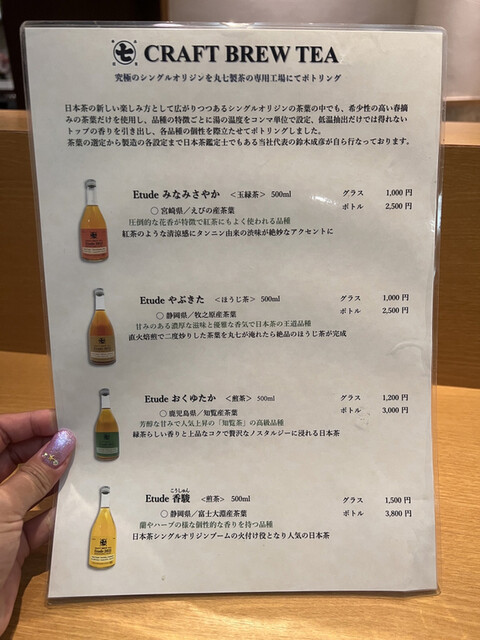 七 CRAFT BREW TEA
究極のシングルオリジンを丸七製茶の専用工場にてボトリング
日本茶の新しい楽しみ方として広がりつつあるシングルオリジンの茶葉の中でも、希少性の高い春摘
みの茶葉だけを使用し、品種の特徴ごとに湯の温度をコンマ単位で設定、低温抽出だけでは得れない
トップの香りを引き出し、各品種の個性を際立たせてボトリングしました。
茶葉の選定から製造の各設定まで日本茶鑑定士でもある当社代表の鈴木成彦が自ら行なっております。
Etude みなみさやか ＜玉緑茶＞ 500ml グラス 1,000 円
〇 宮崎県／えびの産茶葉 ボトル 2,500 円
圧倒的な花香が特徴で紅茶にもよく使われる品種
紅茶のような清涼感にタンニン由来の渋味が絶妙なアクセントに
Etude やぶきた ＜ほうじ茶＞ 500ml グラス 1,000 円
〇 静岡県／牧之原産茶葉 ボトル 2,500 円
甘みのある濃厚な滋味と優雅な香気で日本茶の王道品種
直火焙煎で二度炒りした茶葉を丸七が淹れたら絶品のほうじ茶が完成
Etude おくゆたか ＜煎茶＞ 500ml グラス 1,200 円
〇 鹿児島県／知覧産茶葉 ボトル 3,000 円
芳醇な甘みで人気上昇の「知覧茶」の高級品種
緑茶らしい香りと上品なコクで贅沢なノスタルジーに浸れる日本茶
こうしゅん
Etude 香駿 ＜煎茶＞ 500ml グラス 1,500 円
〇 静岡県／富士大淵産茶葉 ボトル 3,800 円
蘭やハーブの様な個性的な香りを持つ品種
日本茶シングルオリジンブームの火付け役となり人気の日本茶